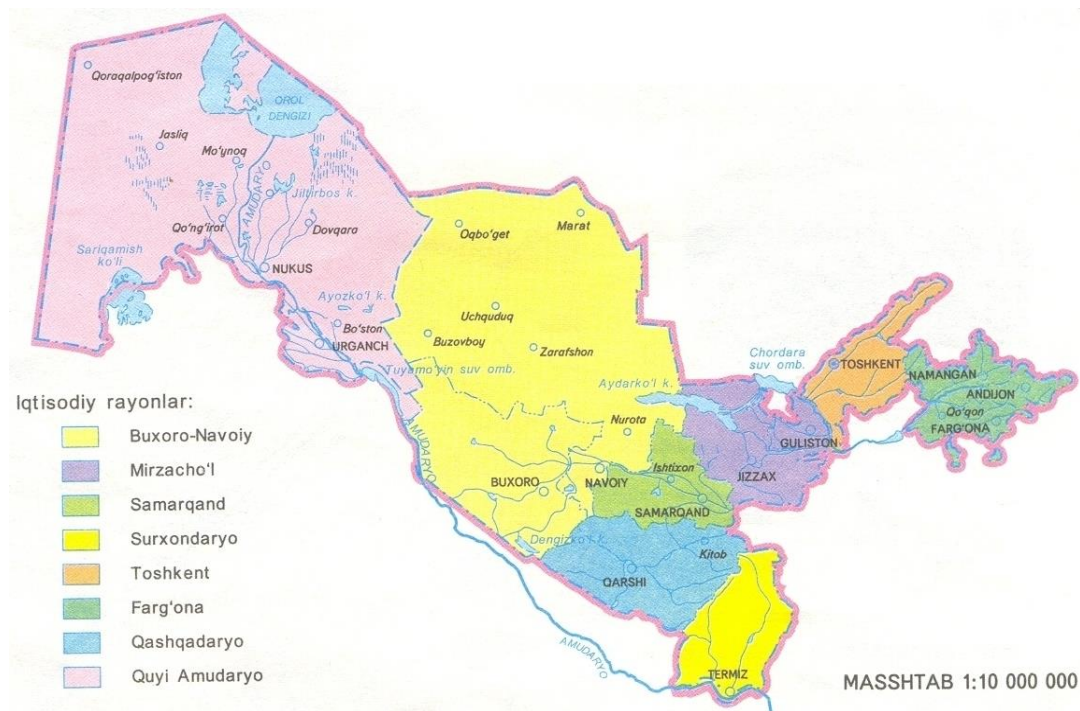 Qoraqalpog‘iston
OROL
DENGIZI
Jasliq
Mo‘ynoq
AMUDARYO
Jiltirbos k.
Qo‘ng‘irot
Dovqara
Sariqamish
ko‘li
NUKUS
Ayozko‘l k.
Bo‘ston
URGANCH
Tuyamo‘yin suv omb.
AMUDARYO
Oqbo‘get
Marat
Uchquduq
Buzovboy
Zarafshon
Aydarko‘l k.
Nurota
Chordara
suv omb.
TOSHKENT
NAMANGAN
ANDIJON
Qo‘qon
FARG‘ONA
GULISTON
JIZZAX
Ishtixon
BUXORO
NAVOIY
SAMARQAND
Dengizko‘l k.
Kitob
QARSHI
AMUDARYO
TERMIZ
Iqtisodiy rayonlar:
Buxoro-Navoiy
Mirzacho‘l
Samarqand
Surxondaryo
Toshkent
Farg‘ona
Qashqadaryo
Quyi Amudaryo
MASSHTAB 1:10 000 000